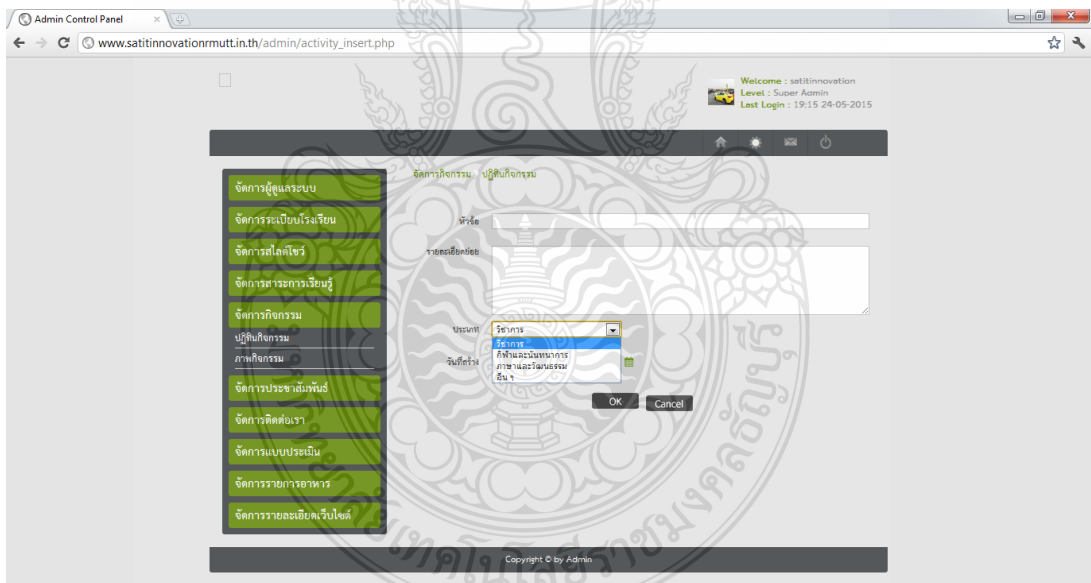 Admin Control Panel
www.satitinnovationrmutt.in.th/admin/activity_insert.php
Welcome : satitinnovation
Level : Super Admin
Last Login : 19:15 24-05-2015
จัดการกิจกรรม ปฏิทินกิจกรรม
จัดการผู้ดูแลระบบ
จัดการระเบียบโรงเรียน
จัดการสไลด์โชว์
จัดการสาระการเรียนรู้
จัดการกิจกรรม
ปฏิทินกิจกรรม
ภาพกิจกรรม
จัดการประชาสัมพันธ์
จัดการติดต่อเรา
จัดการแบบประเมิน
จัดการรายการอาหาร
จัดการรายละเอียดเว็บไซต์
หัวข้อ
รายละเอียดย่อย
ประเภท วิชาการ
วิชาการ
กีฬาและนันทนาการ
ภาษาและวัฒนธรรม
อื่น ๆ
วันที่สร้าง
OK Cancel
Copyright © by Admin